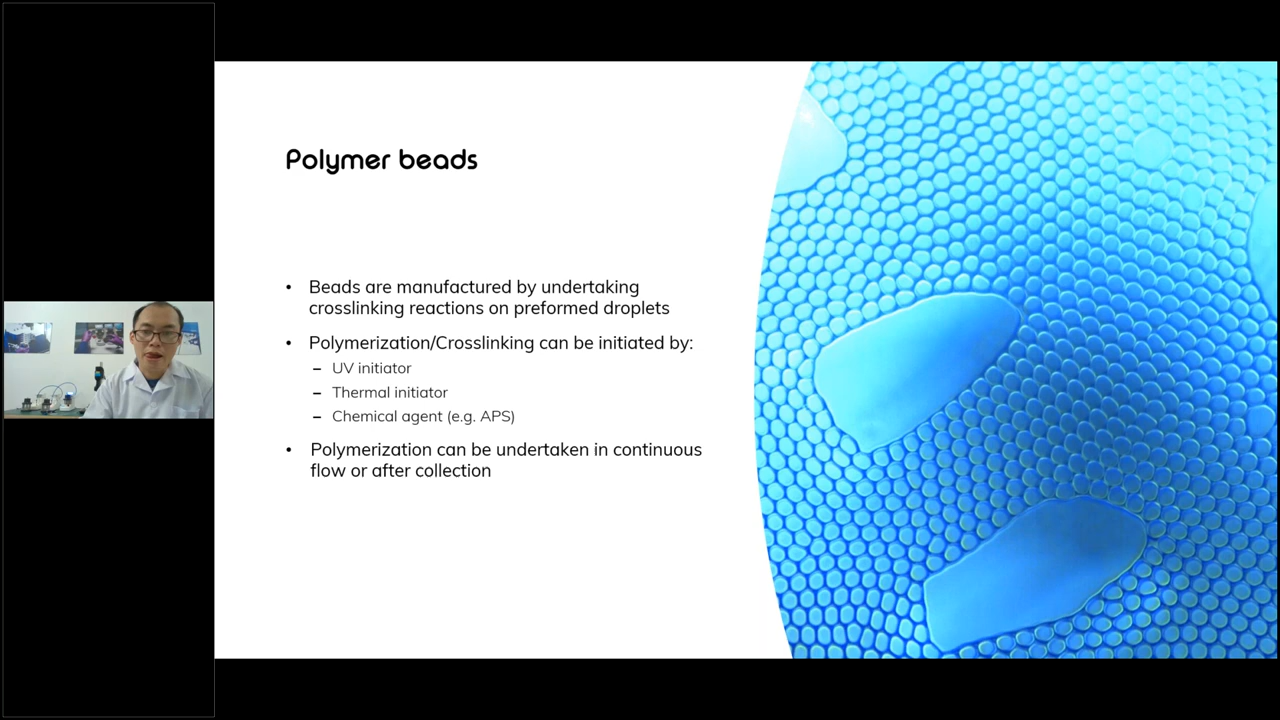 Polymer beads
• Beads are manufactured by undertaking
crosslinking reactions on preformed droplets
• Polymerization/Crosslinking can be initiated by:
– UV initiator
– Thermal initiator
– Chemical agent (e.g. APS)
• Polymerization can be undertaken in continuous
flow or after collection